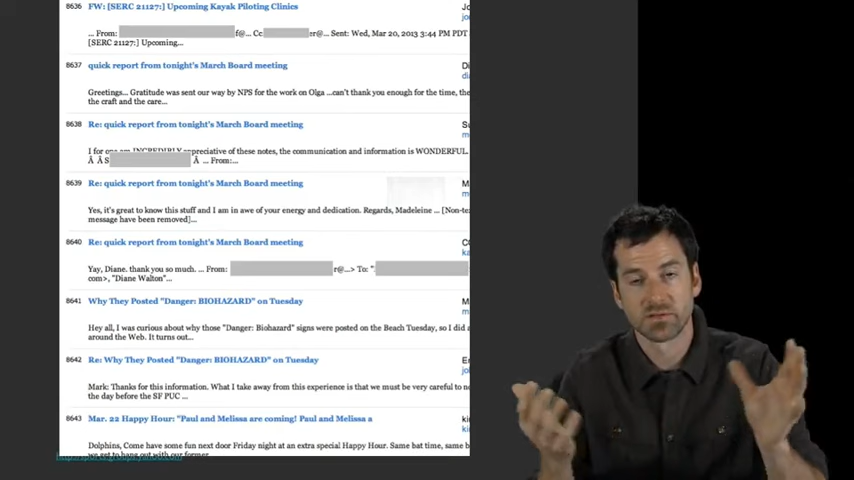 8636 FW: [SERC 21127:] Upcoming Kayak Piloting Clinics
... From: f@... Cc er@... Sent: Wed, Mar 20, 2013 3:44 PM PDT
[SERC 21127:] Upcoming...
8637 quick report from tonight's March Board meeting
Greetings... Gratitude was sent our way by NPS for the work on Olga ...can't thank you enough for the time, the
the craft and the care...
8638 Re: quick report from tonight's March Board meeting
I for one am INCREDIBLY appreciative of these notes, the communication and information is WONDERFUL.
Â Â S Â ... From:...
8639 Re: quick report from tonight's March Board meeting
Yes, it's great to know this stuff and I am in awe of your energy and dedication. Regards, Madeleine ... [Non-te
message have been removed]...
8640 Re: quick report from tonight's March Board meeting
Yay, Diane. thank you so much. ... From: r@...> To: "
com>, "Diane Walton"...
8641 Why They Posted "Danger: BIOHAZARD" on Tuesday
Hey all, I was curious about why those "Danger: Biohazard" signs were posted on the Beach Tuesday, so I did a
around the Web. It turns out...
8642 Re: Why They Posted "Danger: BIOHAZARD" on Tuesday
Mark: Thanks for this information. What I take away from this experience is that we must be very careful to no
the day before the SF PUC ...
8643 Mar. 22 Happy Hour: "Paul and Melissa are coming! Paul and Melissa a
Dolphins, Come have some fun next door Friday night at an extra special Happy Hour. Same bat time, same b
we get to hang out with our former